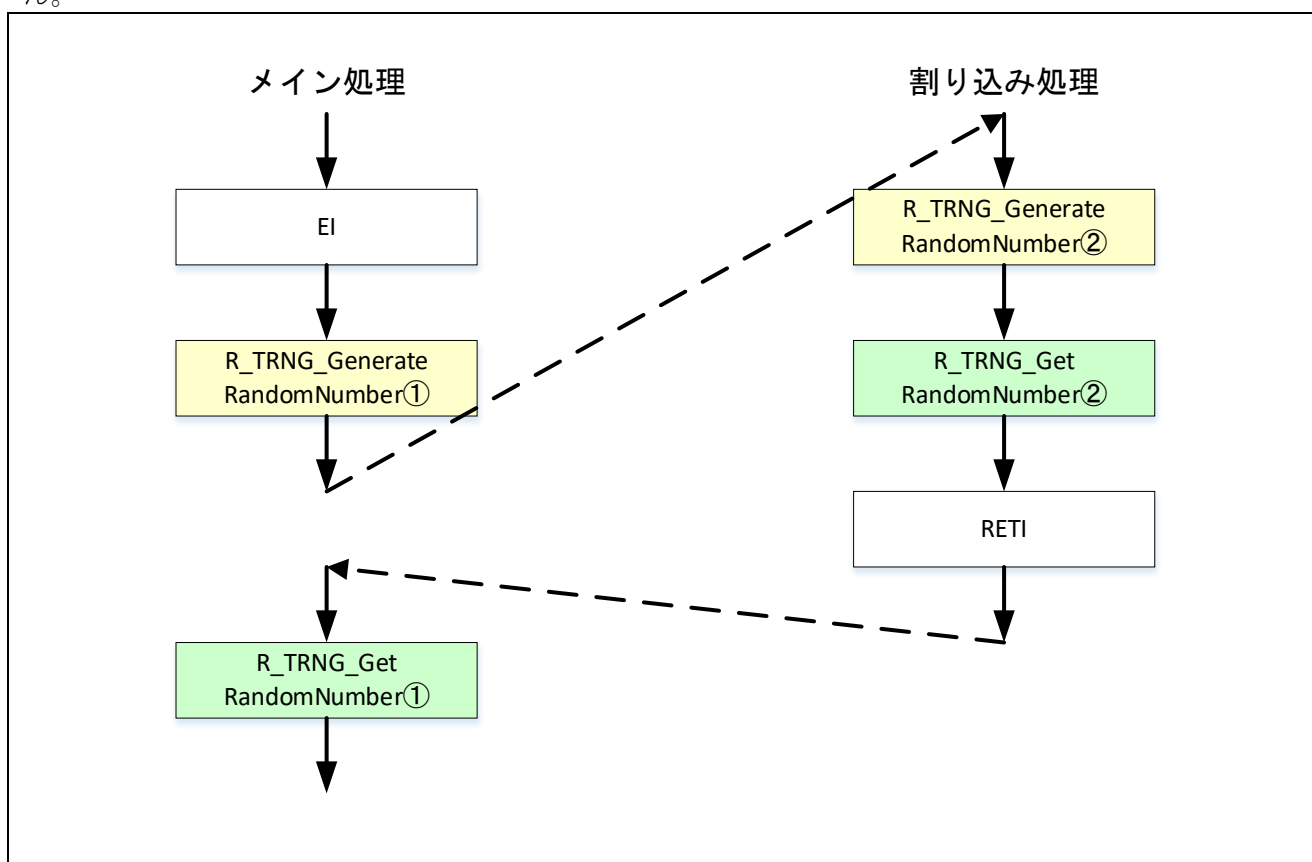 ん。
メイン処理
EI
R_TRNG_Generate
RandomNumber①
R_TRNG_Get
RandomNumber①
割り込み処理
R_TRNG_Generate
RandomNumber②
R_TRNG_Get
RandomNumber②
RETI